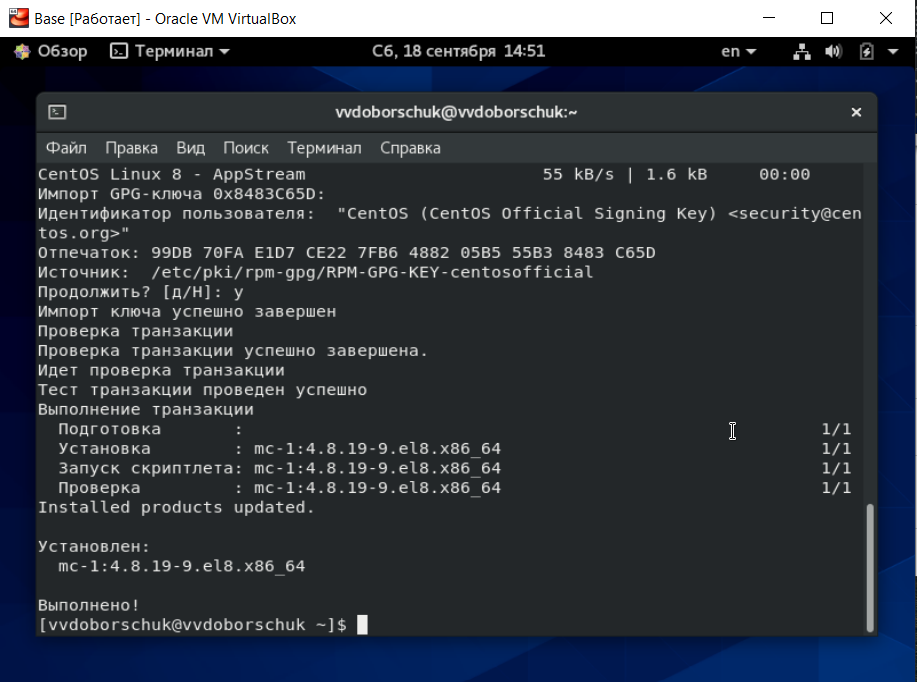 Base [Работает] - Oracle VM VirtualBox
Обзор Терминал Сб, 18 сентября 14:51 en
vvdoborschuk@vvdoborschuk:~
Файл Правка Вид Поиск Терминал Справка
CentOS Linux 8 - AppStream 55 kB/s | 1.6 kB 00:00
Импорт GPG-ключа 0x8483C65D:
Идентификатор пользователя: "CentOS (CentOS Official Signing Key) <security@cen
tos.org>"
Отпечаток: 99DB 70FA E1D7 CE22 7FB6 4882 05B5 55B3 8483 C65D
Источник: /etc/pki/rpm-gpg/RPM-GPG-KEY-centosofficial
Продолжить? [д/Н]: y
Импорт ключа успешно завершен
Проверка транзакции
Проверка транзакции успешно завершена.
Идет проверка транзакции
Тест транзакции проведен успешно
Выполнение транзакции
Подготовка : 1/1
Установка : mc-1:4.8.19-9.el8.x86_64 1/1
Запуск скриптлета: mc-1:4.8.19-9.el8.x86_64 1/1
Проверка : mc-1:4.8.19-9.el8.x86_64 1/1
Installed products updated.
Установлен:
mc-1:4.8.19-9.el8.x86_64
Выполнено!
[vvdoborschuk@vvdoborschuk ~]$